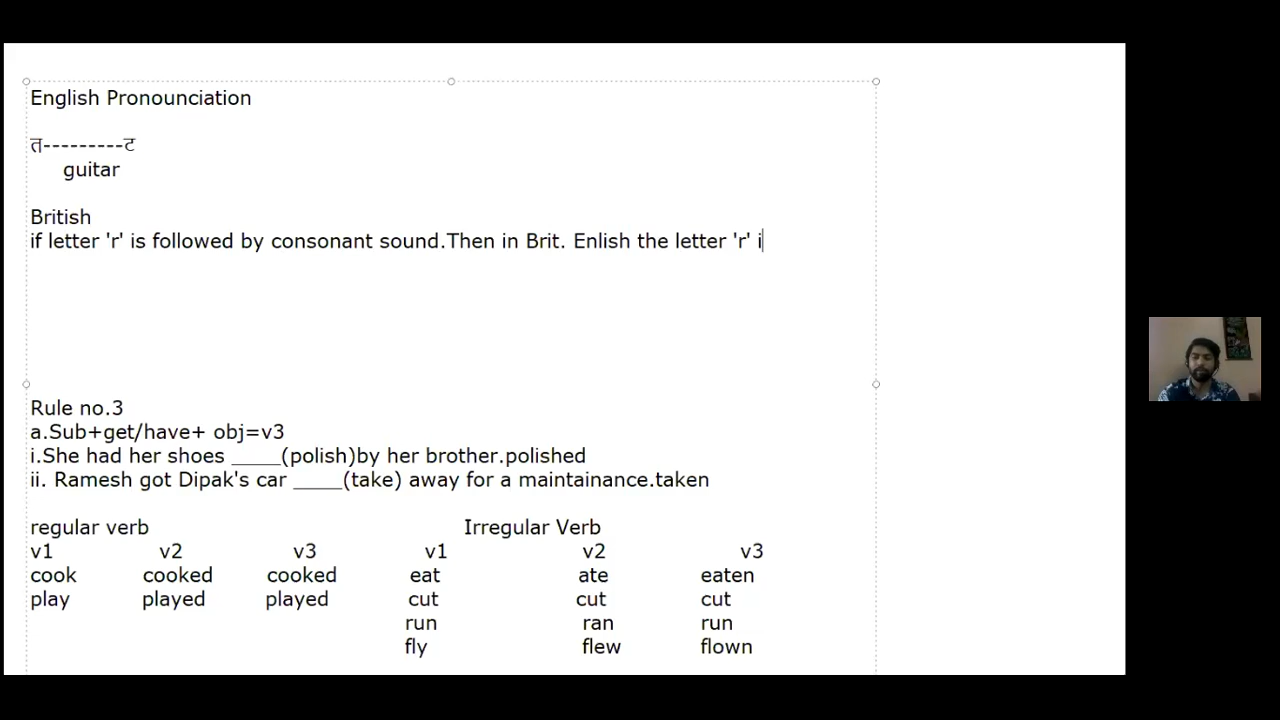 English Pronounciation
त---------ट
guitar
British
if letter 'r' is followed by consonant sound.Then in Brit. Enlish the letter 'r' i
Rule no.3
a.Sub+get/have+ obj=v3
i.She had her shoes ____(polish)by her brother.polished
ii. Ramesh got Dipak's car ____(take) away for a maintainance.taken
regular verb Irregular Verb
v1 v2 v3 v1 v2 v3
cook cooked cooked eat ate eaten
play played played cut cut cut
run ran run
fly flew flown